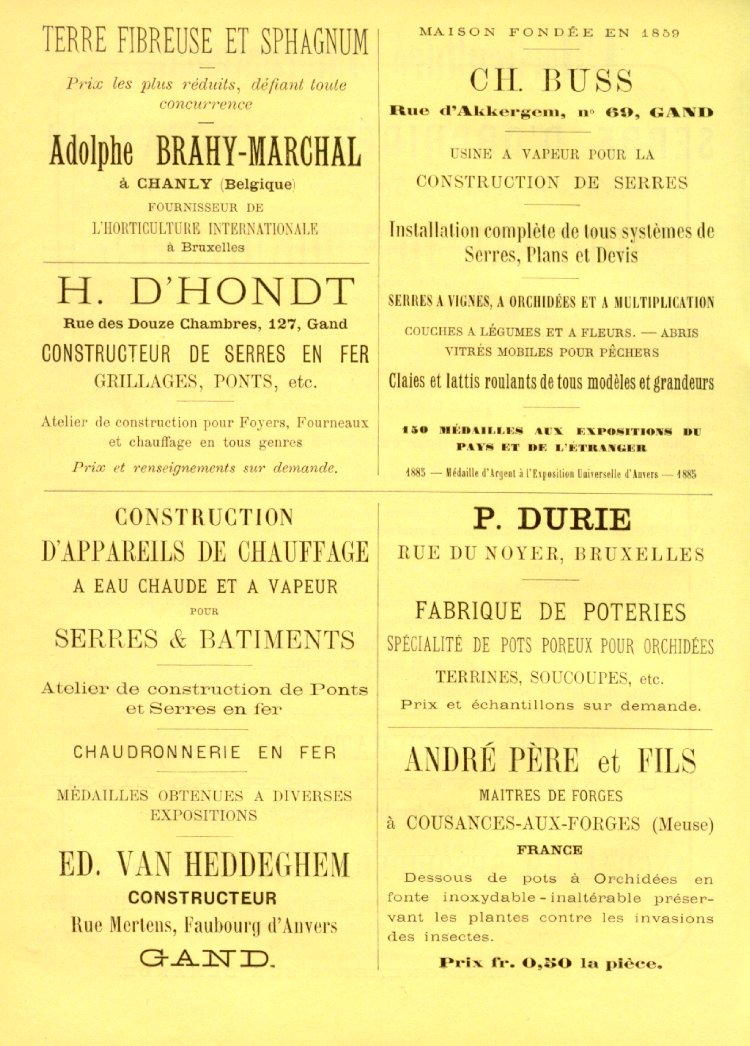 TERRE FIBREUSE ET SPHAGNUM
Prix les plus réduits, défiant toute
concurrence
Adolphe BRAHY-MARCHAL
à CHANLY (Belgique)
FOURNISSEUR DE
L'HORTICULTURE INTERNATIONALE
à Bruxelles
H. D'HONDT
Rue des Douze Chambres, 127, Gand
CONSTRUCTEUR DE SERRES EN FER
GRILLAGES, PONTS, etc.
Atelier de construction pour Foyers, Fourneaux
et chauffage en tous genres
Prix et renseignements sur demande.
CONSTRUCTION
D'APPAREILS DE CHAUFFAGE
A EAU CHAUDE ET A VAPEUR
POUR
SERRES & BATIMENTS
Atelier de construction de Ponts
et Serres en fer
CHAUDRONNERIE EN FER
MÉDAILLES OBTENUES A DIVERSES
EXPOSITIONS
ED. VAN HEDDEGHEM
CONSTRUCTEUR
Rue Mertens, Faubourg d'Anvers
GAND.
MAISON FONDÉE EN 1859
CH. BUSS
Rue d'Akkergem, no 69, GAND
USINE A VAPEUR POUR LA
CONSTRUCTION DE SERRES
Installation complète de tous systèmes de
Serres, Plans et Devis
SERRES A VIGNES, A ORCHIDÉES ET A MULTIPLICATION
COUCHES A LÉGUMES ET A FLEURS. — ABRIS
VITRÉS MOBILES POUR PÊCHERS
Claies et lattis roulants de tous modèles et grandeurs
150 MÉDAILLES AUX EXPOSITIONS DU
PAYS ET DE L'ÉTRANGER
1885 — Médaille d'Argent à l'Exposition Universelle d'Anvers — 1885
P. DURIE
RUE DU NOYER, BRUXELLES
FABRIQUE DE POTERIES
SPÉCIALITÉ DE POTS POREUX POUR ORCHIDÉES
TERRINES, SOUCOUPES, etc.
Prix et échantillons sur demande.
ANDRÉ PÈRE et FILS
MAITRES DE FORGES
à COUSANCES-AUX-FORGES (Meuse)
FRANCE
Dessous de pots à Orchidées en
fonte inoxydable - inaltérable préser-
vant les plantes contre les invasions
des insectes.
Prix fr. 0,50 la pièce.